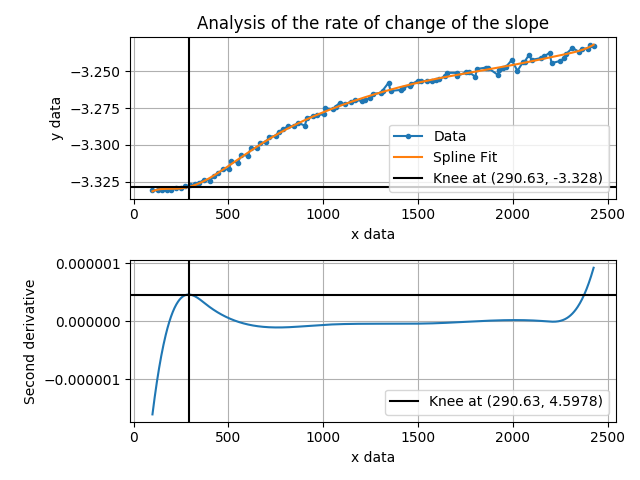 Analysis of the rate of change of the slope
−3.250
−3.275
−3.300
−3.325
y data
Data
Spline Fit
Knee at (290.63, -3.328)
0 500 1000 1500 2000 2500
x data
0.000001
0.000000
−0.000001
Second derivative
Knee at (290.63, 4.5978)
0 500 1000 1500 2000 2500
x data